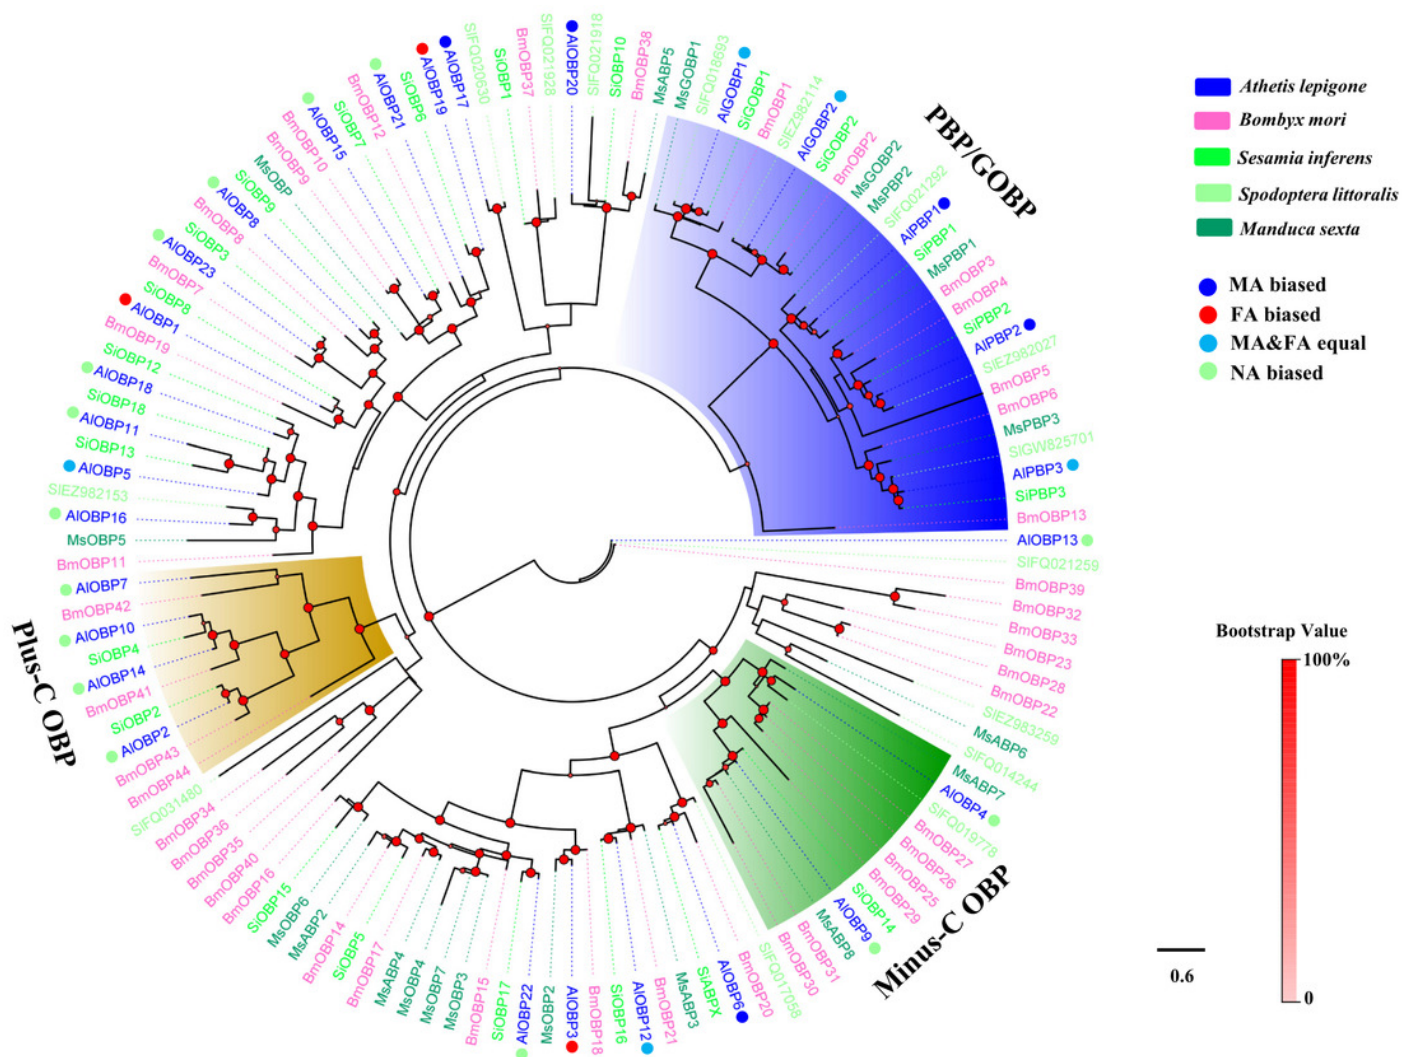 SlFQ020630
SiOBP1
BmOBP37
SlFQ021928
AlOBP20
SlFQ021918
SiOBP10
BmOBP38
MsABP5
MsGOBP1
SlFQ018693
AlGOBP1
SiGOBP1
BmOBP1
SlEZ982114
AlGOBP2
SiGOBP2
BmOBP2
MsGOBP2
MsPBP2
SlFQ021292
AlPBP1
SiPBP1
MsPBP1
BmOBP3
BmOBP4
SiPBP2
AlPBP2
SlEZ982027
BmOBP5
BmOBP6
MsPBP3
SlGW825701
AlPBP3
SiPBP3
BmOBP13
AlOBP13
SlFQ021259
BmOBP39
BmOBP32
BmOBP33
BmOBP23
BmOBP28
BmOBP22
SlEZ983259
MsABP6
SlFQ014244
MsABP7
AlOBP4
SlFQ019778
BmOBP27
BmOBP26
BmOBP25
BmOBP29
SiOBP14
AlOBP9
MsABP8
BmOBP31
BmOBP30
SlFQ017058
BmOBP20
AlOBP6
SiABPX
MsABP3
BmOBP21
AlOBP12
SiOBP16
BmOBP18
AlOBP3
MsOBP2
AlOBP22
SiOBP17
BmOBP15
MsOBP3
MsOBP7
MsOBP4
MsABP4
BmOBP17
SiOBP5
BmOBP14
MsABP2
MsOBP6
SiOBP15
BmOBP16
BmOBP40
BmOBP35
BmOBP36
BmOBP34
SlFQ031480
BmOBP44
BmOBP43
AlOBP2
SiOBP2
BmOBP41
AlOBP14
SiOBP4
AlOBP10
BmOBP42
AlOBP7
BmOBP11
MsOBP5
AlOBP16
SlEZ982153
AlOBP5
SiOBP13
AlOBP11
SiOBP18
AlOBP18
SiOBP12
BmOBP19
AlOBP1
SiOBP8
BmOBP7
AlOBP23
SiOBP3
BmOBP8
AlOBP8
SiOBP9
MsOBP
BmOBP9
BmOBP10
AlOBP15
SiOBP7
BmOBP12
AlOBP21
SiOBP6
AlOBP19
AlOBP17
PBP/GOBP
Minus-C OBP
Plus-C OBP
Athetis lepigone
Bombyx mori
Sesamia inferens
Spodoptera littoralis
Manduca sexta
MA biased
FA biased
MA&FA equal
NA biased
Bootstrap Value
100%
0
0.6